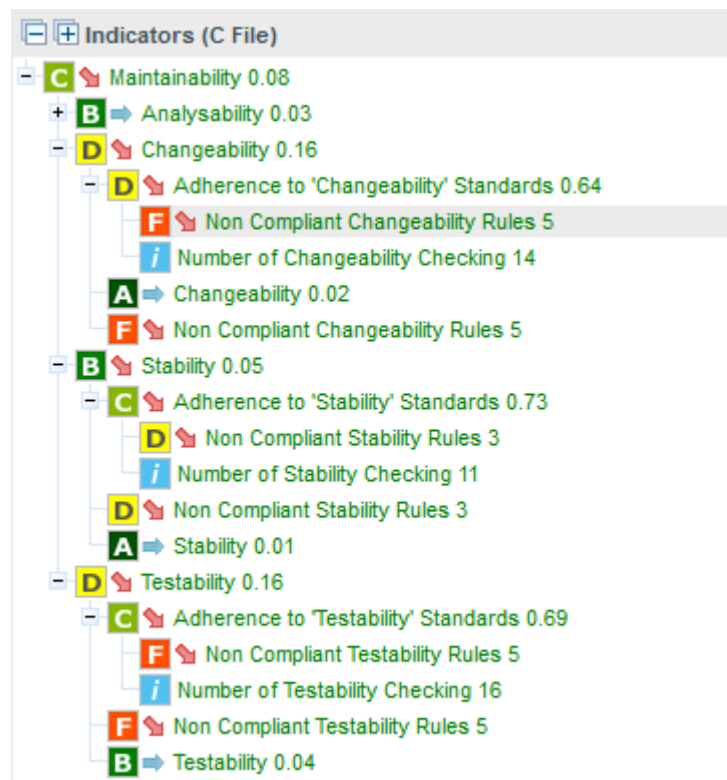 Indicators (C File)
C Maintainability 0.08
B Analysability 0.03
D Changeability 0.16
D Adherence to 'Changeability' Standards 0.64
F Non Compliant Changeability Rules 5
i Number of Changeability Checking 14
A Changeability 0.02
F Non Compliant Changeability Rules 5
B Stability 0.05
C Adherence to 'Stability' Standards 0.73
D Non Compliant Stability Rules 3
i Number of Stability Checking 11
D Non Compliant Stability Rules 3
A Stability 0.01
D Testability 0.16
C Adherence to 'Testability' Standards 0.69
F Non Compliant Testability Rules 5
i Number of Testability Checking 16
F Non Compliant Testability Rules 5
B Testability 0.04